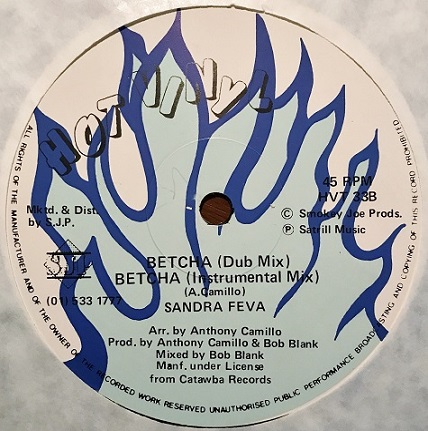 HOT VINYL
45 RPM
HVT 33B
Mktd. & Dist.
by S.J.P.
© Smokey Joe Prods.
℗ Satrill Music
BETCHA (Dub Mix)
BETCHA (Instrumental Mix)
(A.Camillo)
SANDRA FEVA
(01) 533 1777
Arr. by Anthony Camillo
Prod. by Anthony Camillo & Bob Blank
Mixed by Bob Blank
Manf. under License
from Catawba Records
ALL RIGHTS OF THE MANUFACTURER AND OF THE OWNER OF THE RECORDED WORK RESERVED UNAUTHORISED PUBLIC PERFORMANCE BROADCASTING AND COPYING OF THIS RECORD PROHIBITED